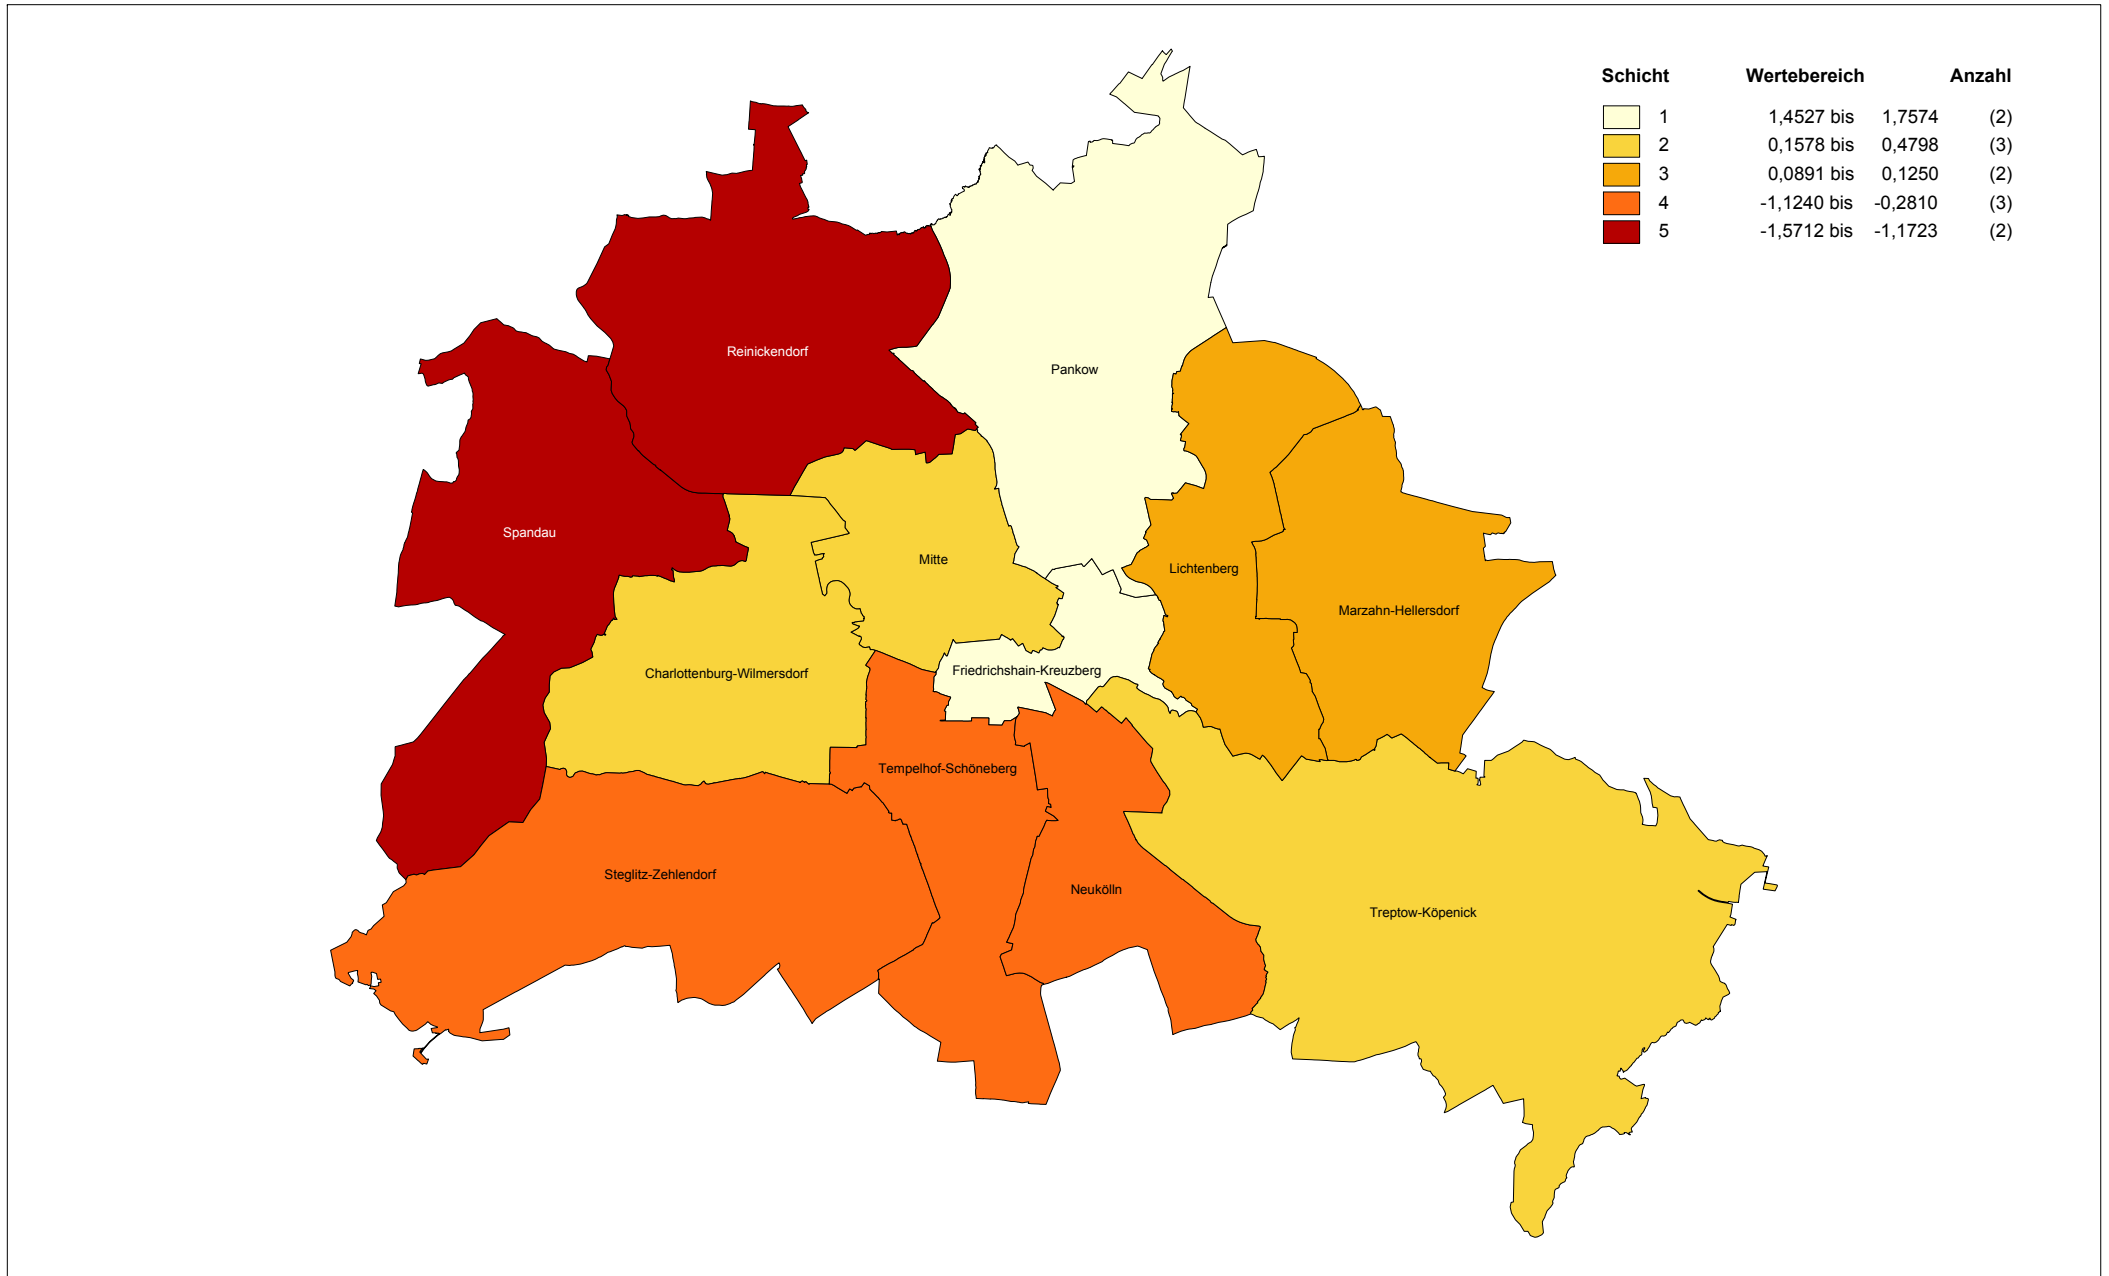 Schicht Wertebereich Anzahl
1 1,4527 bis 1,7574 (2)
2 0,1578 bis 0,4798 (3)
3 0,0891 bis 0,1250 (2)
4 -1,1240 bis -0,2810 (3)
5 -1,5712 bis -1,1723 (2)
Reinickendorf
Pankow
Spandau
Mitte
Lichtenberg
Marzahn-Hellersdorf
Charlottenburg-Wilmersdorf
Friedrichshain-Kreuzberg
Tempelhof-Schöneberg
Steglitz-Zehlendorf
Neukölln
Treptow-Köpenick